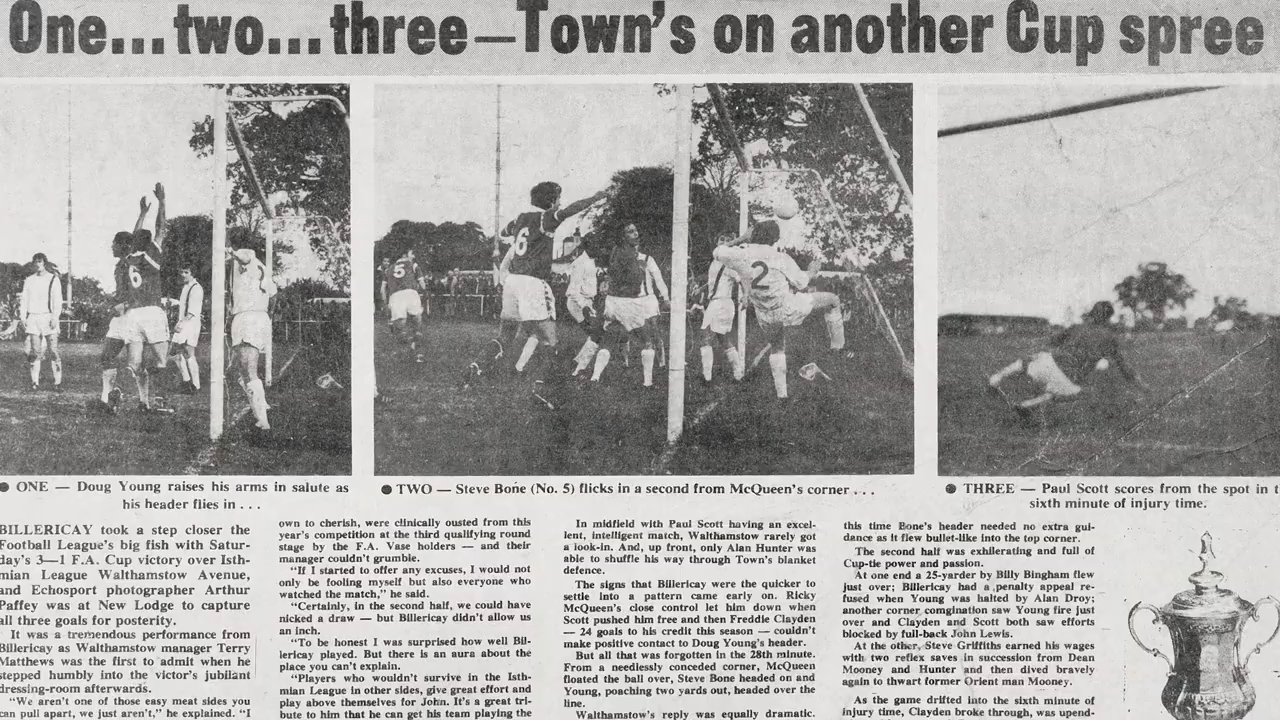 One...two...three—Town's on another Cup spree
6
5
6
2
● ONE — Doug Young raises his arms in salute as
his header flies in . . .
● TWO — Steve Bone (No. 5) flicks in a second from McQueen's corner . . .
● THREE — Paul Scott scores from the spot in t
sixth minute of injury time.
BILLERICAY took a step closer the
Football League's big fish with Satur-
day's 3—1 F.A. Cup victory over Isth-
mian League Walthamstow Avenue,
and Echosport photographer Arthur
Paffey was at New Lodge to capture
all three goals for posterity.
It was a tremendous performance from
Billericay as Walthamstow manager Terry
Matthews was the first to admit when he
stepped humbly into the victor's jubilant
dressing-room afterwards.
"We aren't one of those easy meat sides you
can pull apart, we just aren't," he explained. "I
own to cherish, were clinically ousted from this
year's competition at the third qualifying round
stage by the F.A. Vase holders — and their
manager couldn't grumble.
"If I started to offer any excuses, I would not
only be fooling myself but also everyone who
watched the match," he said.
"Certainly, in the second half, we could have
nicked a draw — but Billericay didn't allow us
an inch.
"To be honest I was surprised how well Bil-
lericay played. But there is an aura about the
place you can't explain.
"Players who wouldn't survive in the Isth-
mian League in other sides, give great effort and
play above themselves for John. It's a great tri-
bute to him that he can get his team playing the
In midfield with Paul Scott having an excel-
lent, intelligent match, Walthamstow rarely got
a look-in. And, up front, only Alan Hunter was
able to shuffle his way through Town's blanket
defence.
The signs that Billericay were the quicker to
settle into a pattern came early on. Ricky
McQueen's close control let him down when
Scott pushed him free and then Freddie Clayden
— 24 goals to his credit this season — couldn't
make positive contact to Doug Young's header.
But all that was forgotten in the 28th minute.
From a needlessly conceded corner, McQueen
floated the ball over, Steve Bone headed on and
Young, poaching two yards out, headed over the
line.
Walthamstow's reply was equally dramatic.
this time Bone's header needed no extra gui-
dance as it flew bullet-like into the top corner.
The second half was exhilerating and full of
Cup-tie power and passion.
At one end a 25-yarder by Billy Bingham flew
just over; Billericay had a penalty appeal re-
fused when Young was halted by Alan Droy;
another corner comgination saw Young fire just
over and Clayden and Scott both saw efforts
blocked by full-back John Lewis.
At the other, Steve Griffiths earned his wages
with two reflex saves in succession from Dean
Mooney and Hunter and then dived bravely
again to thwart former Orient man Mooney.
As the game drifted into the sixth minute of
injury time, Clayden broke through, was upend-